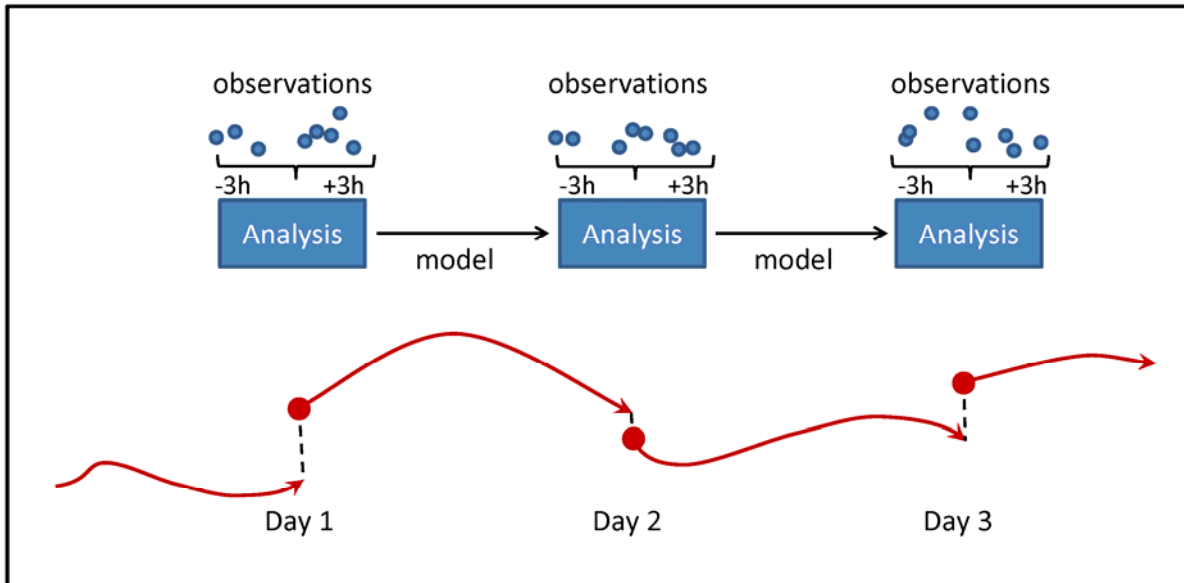 observations observations observations
-3h +3h -3h +3h -3h +3h
Analysis Analysis Analysis
model model
Day 1 Day 2 Day 3